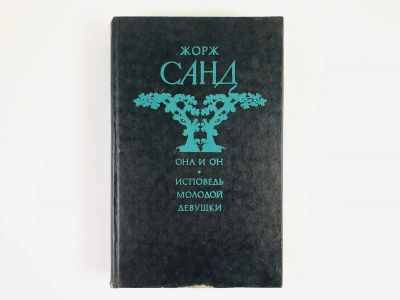 ЖОРЖ
САНД
ОНА И ОН
•
ИСПОВЕДЬ
МОЛОДОЙ
ДЕВУШКИ